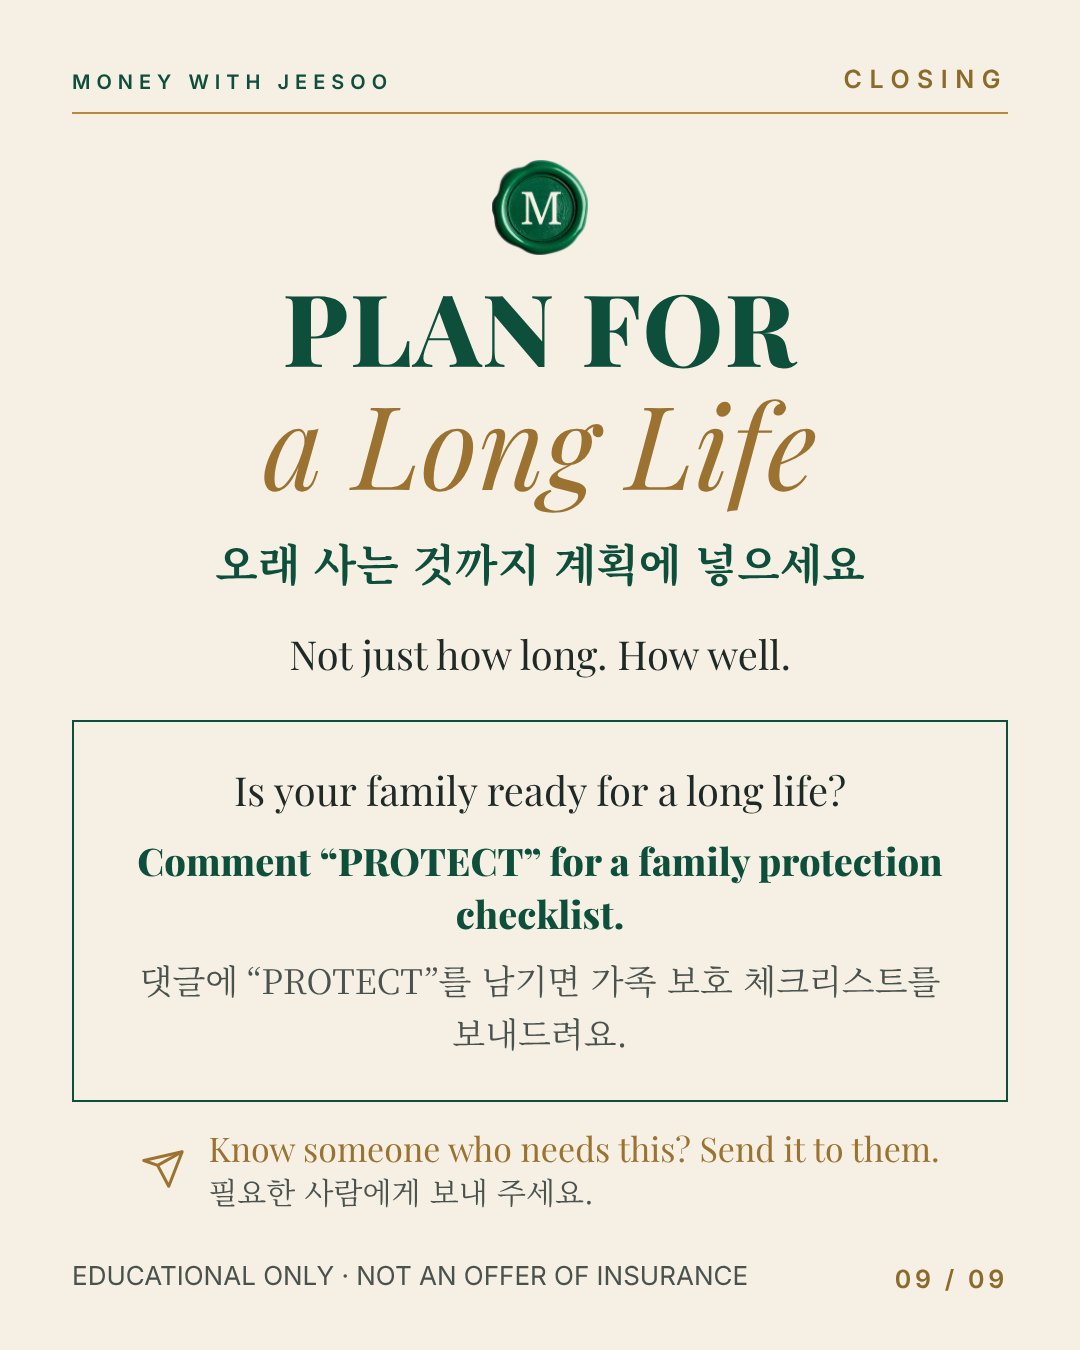 MONEY WITH JEESOO
CLOSING
M
PLAN FOR
a Long Life
오래 사는 것까지 계획에 넣으세요
Not just how long. How well.
Is your family ready for a long life?
Comment “PROTECT” for a family protection
checklist.
댓글에 “PROTECT”를 남기면 가족 보호 체크리스트를
보내드려요.
Know someone who needs this? Send it to them.
필요한 사람에게 보내 주세요.
EDUCATIONAL ONLY · NOT AN OFFER OF INSURANCE
09 / 09